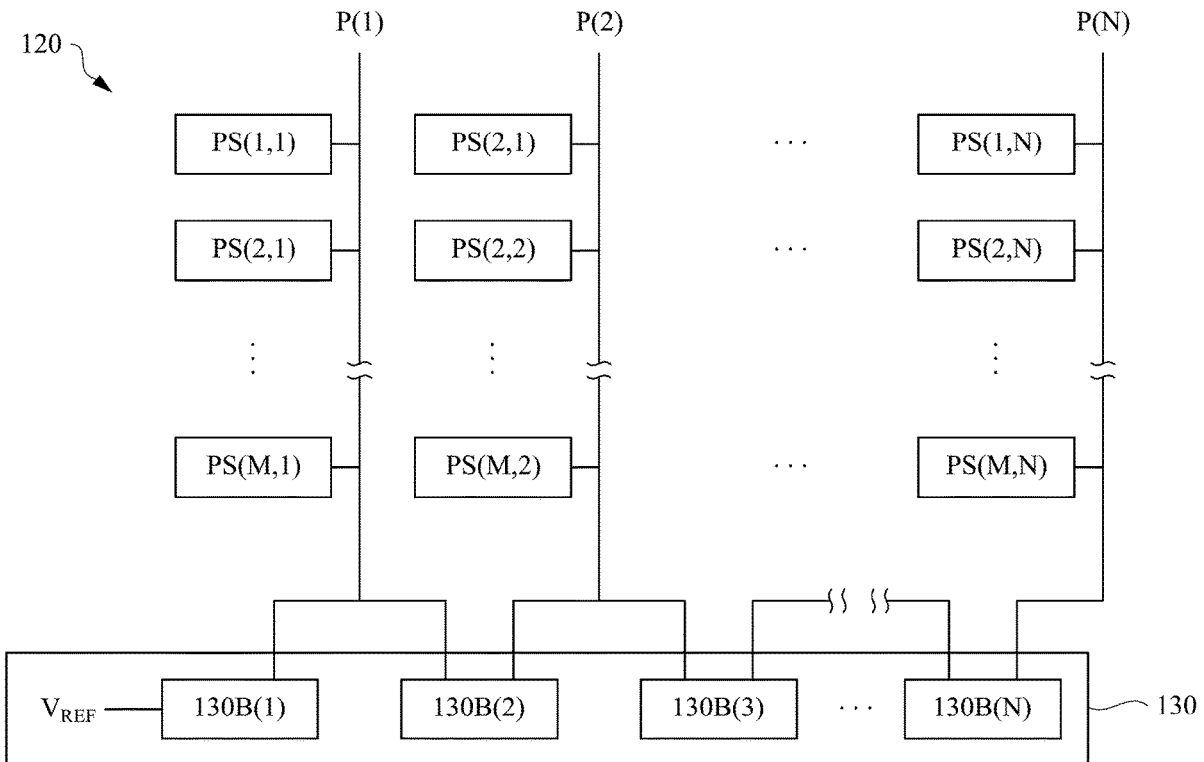 120
P(1) P(2) P(N)
PS(1,1) PS(2,1) · · · PS(1,N)
PS(2,1) PS(2,2) · · · PS(2,N)
PS(M,1) PS(M,2) · · · PS(M,N)
V_REF 130B(1) 130B(2) 130B(3) · · · 130B(N) 130